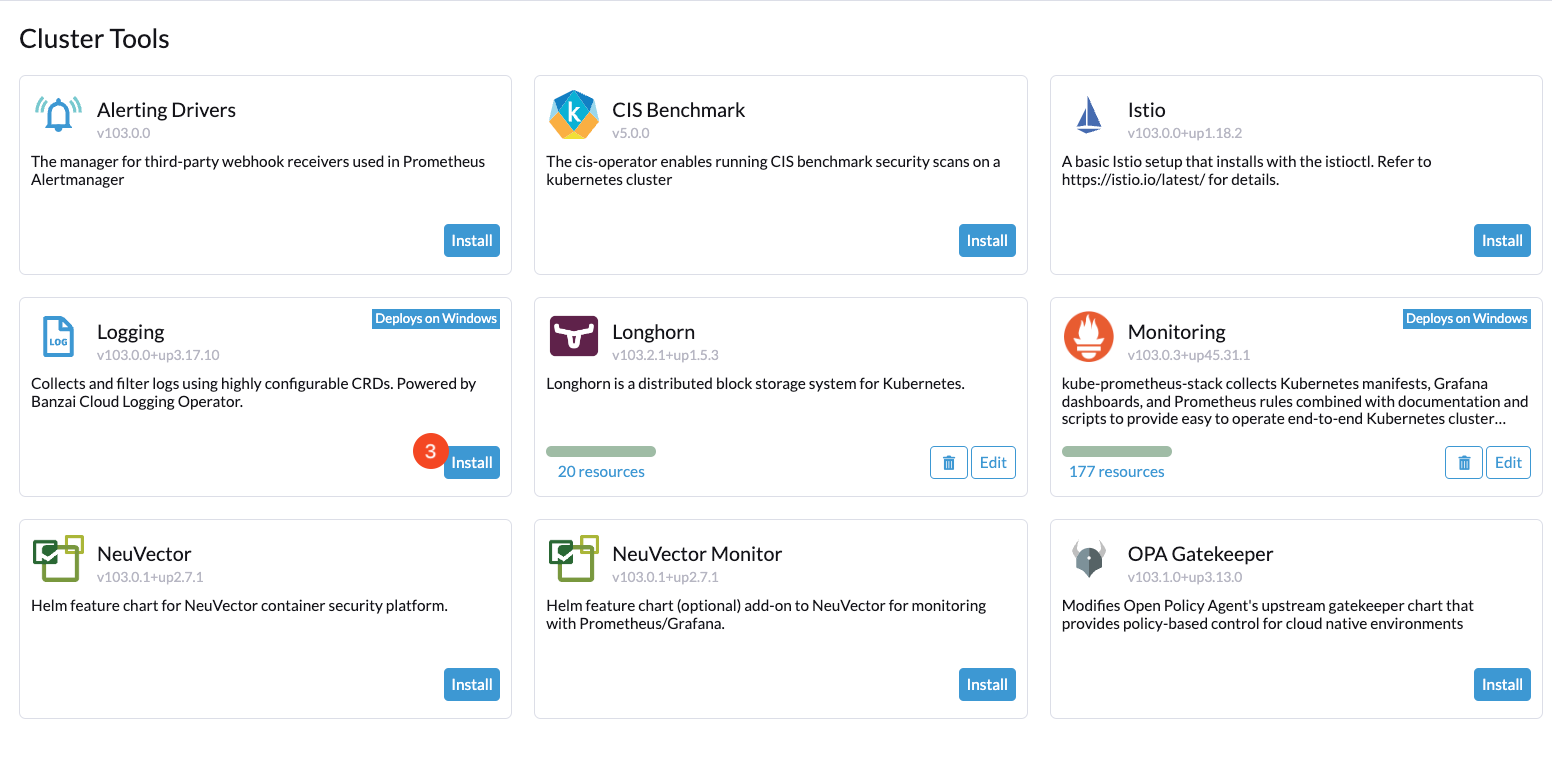 Cluster Tools
Alerting Drivers
v103.0.0
The manager for third-party webhook receivers used in Prometheus
Alertmanager
Install
k
CIS Benchmark
v5.0.0
The cis-operator enables running CIS benchmark security scans on a
kubernetes cluster
Install
Istio
v103.0.0+up1.18.2
A basic Istio setup that installs with the istioctl. Refer to
https://istio.io/latest/ for details.
Install
LOG
Logging
Deploys on Windows
v103.0.0+up3.17.10
Collects and filter logs using highly configurable CRDs. Powered by
Banzai Cloud Logging Operator.
3
Install
Longhorn
v103.2.1+up1.5.3
Longhorn is a distributed block storage system for Kubernetes.
20 resources
Edit
Monitoring
Deploys on Windows
v103.0.3+up45.31.1
kube-prometheus-stack collects Kubernetes manifests, Grafana
dashboards, and Prometheus rules combined with documentation and
scripts to provide easy to operate end-to-end Kubernetes cluster...
177 resources
Edit
NeuVector
v103.0.1+up2.7.1
Helm feature chart for NeuVector container security platform.
Install
NeuVector Monitor
v103.0.1+up2.7.1
Helm feature chart (optional) add-on to NeuVector for monitoring
with Prometheus/Grafana.
Install
OPA Gatekeeper
v103.1.0+up3.13.0
Modifies Open Policy Agent's upstream gatekeeper chart that
provides policy-based control for cloud native environments
Install